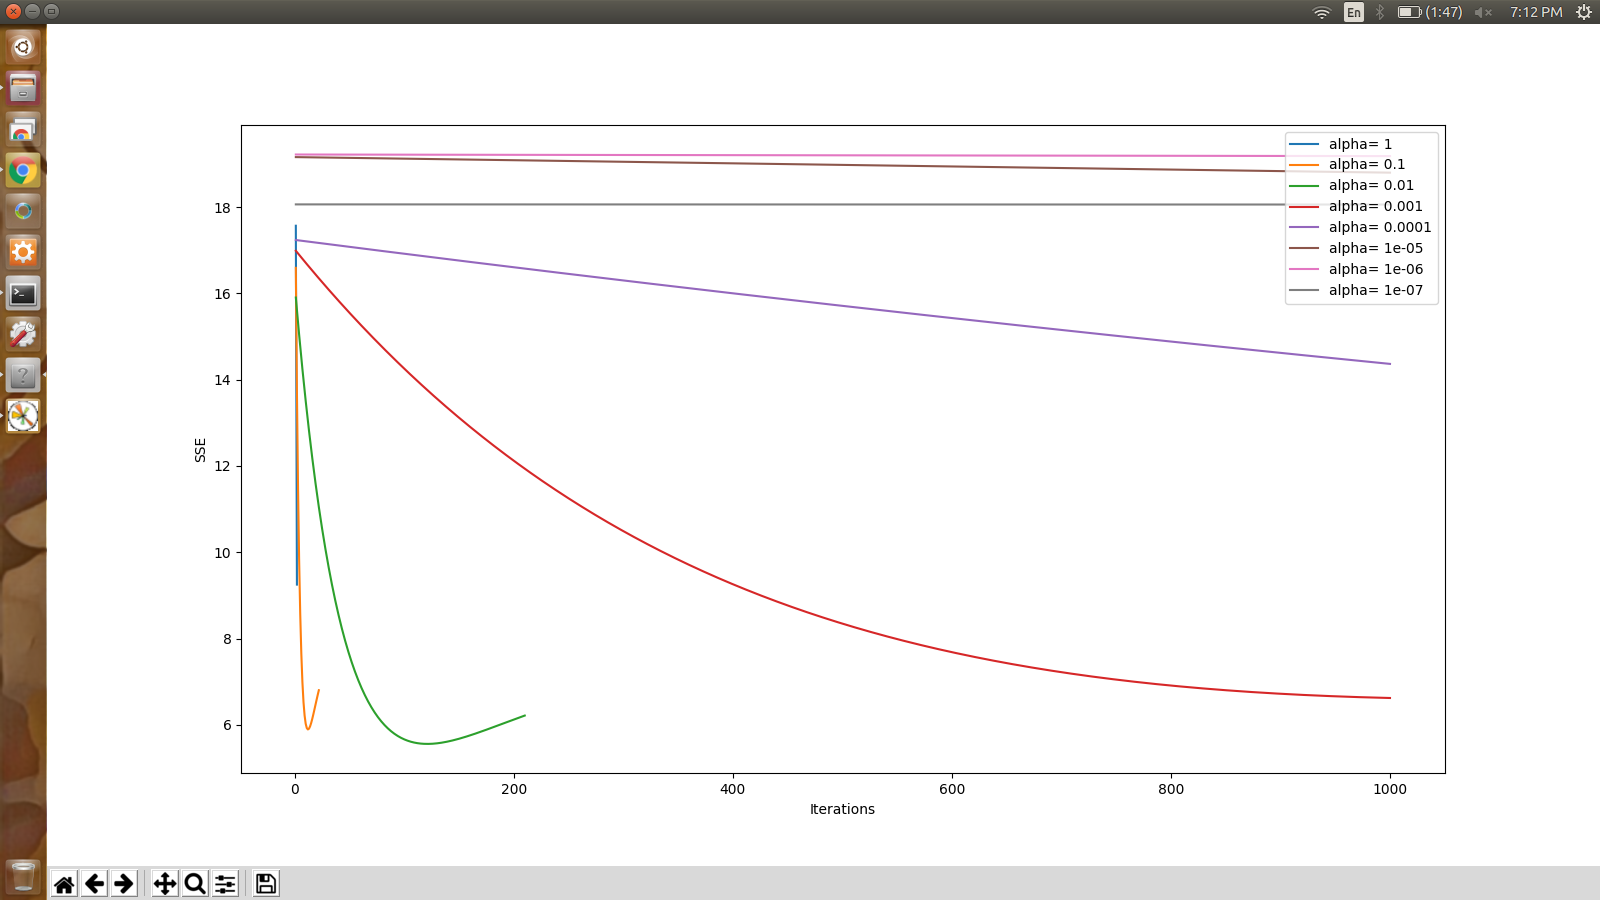 En (1:47) 7:12 PM
alpha= 1
alpha= 0.1
alpha= 0.01
alpha= 0.001
alpha= 0.0001
alpha= 1e-05
alpha= 1e-06
alpha= 1e-07
18
16
14
12
10
8
6
SSE
0 200 400 600 800 1000
Iterations